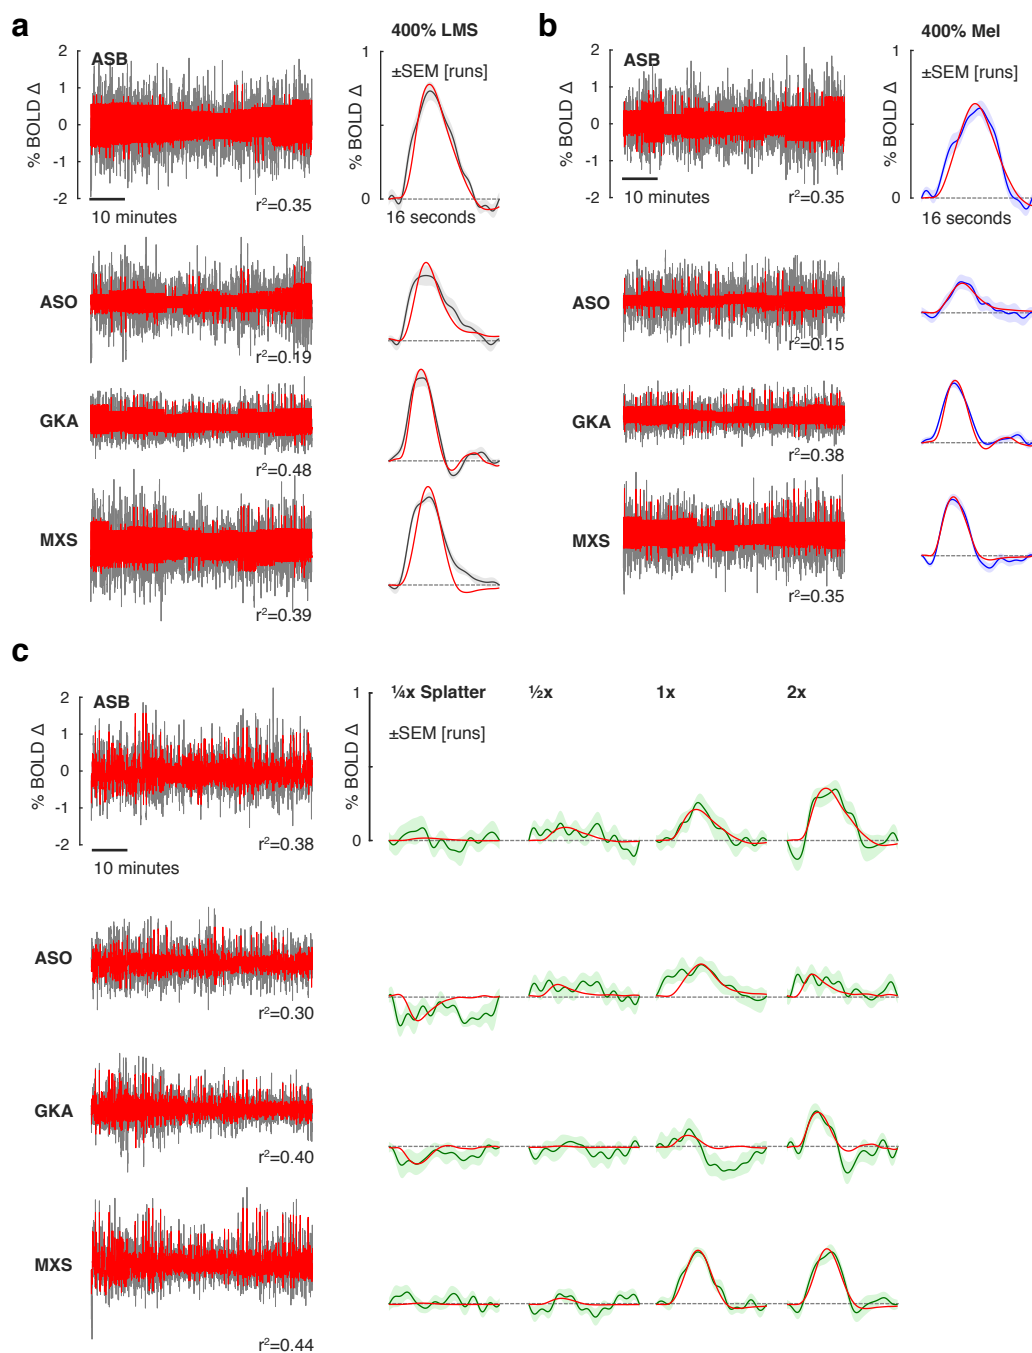 a
400% LMS
b
400% Mel
2
ASB
1
±SEM [runs]
2
ASB
1
±SEM [runs]
1
1
% BOLD Δ
0
% BOLD Δ
% BOLD Δ
0
% BOLD Δ
-1
-1
-2
r²=0.35
0
-2
r²=0.35
0
10 minutes
16 seconds
10 minutes
16 seconds
ASO
r²=0.19
ASO
r²=0.15
GKA
r²=0.48
GKA
r²=0.38
MXS
r²=0.39
MXS
r²=0.35
c
2
ASB
1
¼x Splatter
½x
1x
2x
±SEM [runs]
1
% BOLD Δ
0
% BOLD Δ
-1
-2
r²=0.38
0
10 minutes
ASO
r²=0.30
GKA
r²=0.40
MXS
r²=0.44